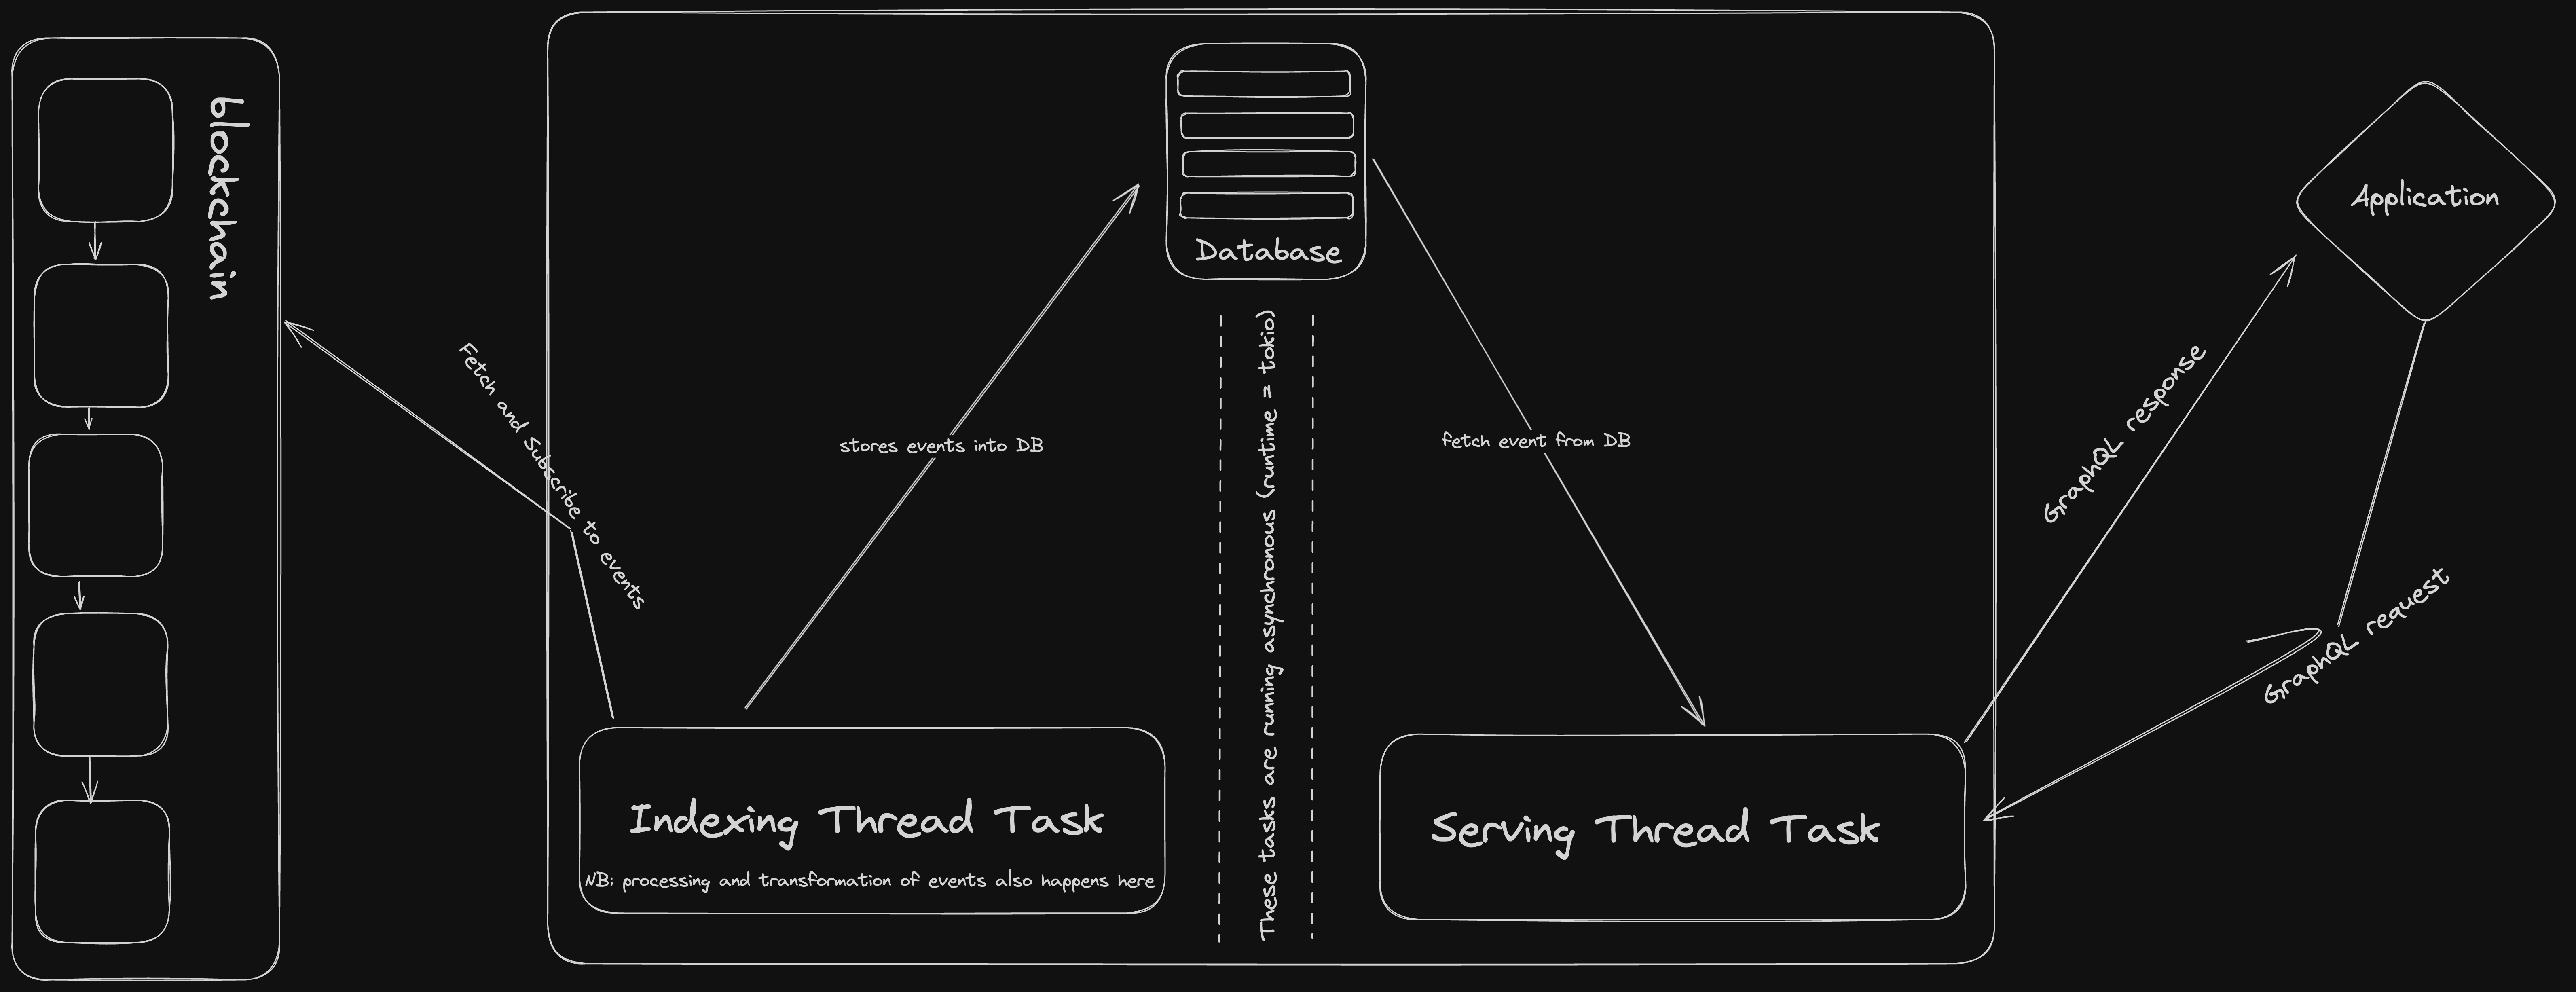 blockchain
Fetch and Subscribe to events
stores events into DB
Database
These tasks are running asynchronous (runtime = tokio)
fetch event from DB
Indexing Thread Task
NB: processing and transformation of events also happens here
Serving Thread Task
GraphQL response
GraphQL request
Application